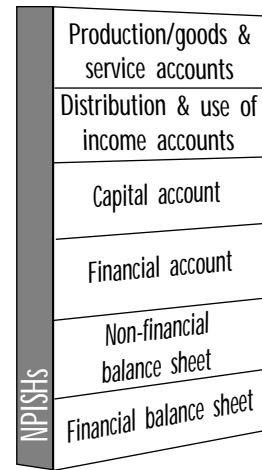 Production/goods &
service accounts
Distribution & use of
income accounts
Capital account
Financial account
Non-financial
balance sheet
Financial balance sheet
NPISHs